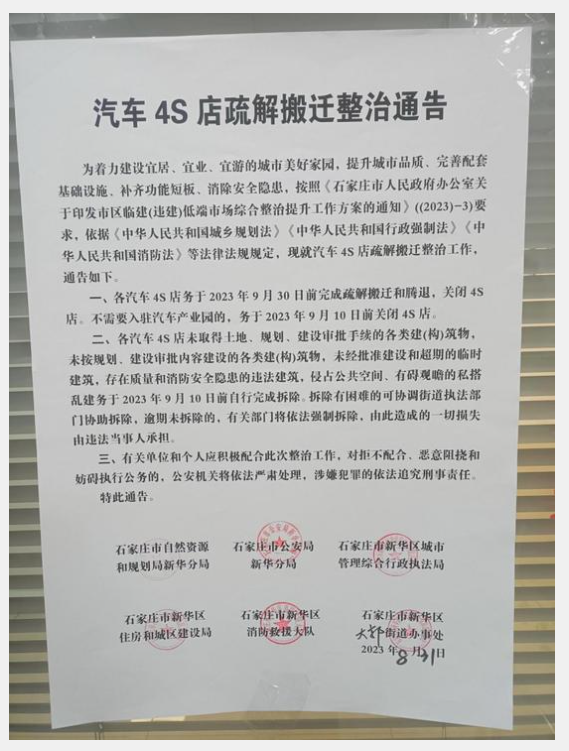 汽车 4S 店疏解搬迁整治通告
为着力建设宜居、宜业、宜游的城市美好家园，提升城市品质、完善配套
基础设施、补齐功能短板、消除安全隐患，按照《石家庄市人民政府办公室关
于印发市区临建(违建)低端市场综合整治提升工作方案的通知》((2023)-3)要
求，依据《中华人民共和国城乡规划法》《中华人民共和国行政强制法》《中
华人民共和国消防法》等法律法规规定，现就汽车 4S 店疏解搬迁整治工作，
通告如下。
一、各汽车 4S 店务于 2023 年 9 月 30 日前完成疏解搬迁和腾退，关闭 4S
店。不需要入驻汽车产业园的，务于 2023 年 9 月 10 日前关闭 4S 店。
二、各汽车 4S 店未取得土地、规划、建设审批手续的各类建(构)筑物，
未按规划、建设审批内容建设的各类建(构)筑物，未经批准建设和超期的临时
建筑，存在质量和消防安全隐患的违法建筑，侵占公共空间、有碍观瞻的私搭
乱建务于 2023 年 9 月 10 日前自行完成拆除。拆除有困难的可协调街道执法部
门协助拆除，逾期未拆除的，有关部门将依法强制拆除，由此造成的一切损失
由违法当事人承担。
三、有关单位和个人应积极配合此次整治工作，对拒不配合、恶意阻挠和
妨碍执行公务的，公安机关将依法严肃处理，涉嫌犯罪的依法追究刑事责任。
特此通告。
石家庄市自然资源
和规划局新华分局
石家庄市公安局
新华分局
石家庄市新华区城市
管理综合行政执法局
石家庄市新华区
住房和城区建设局
石家庄市新华区
消防救援大队
石家庄市新华区
大郭街道办事处
2023 年 8 月 31 日